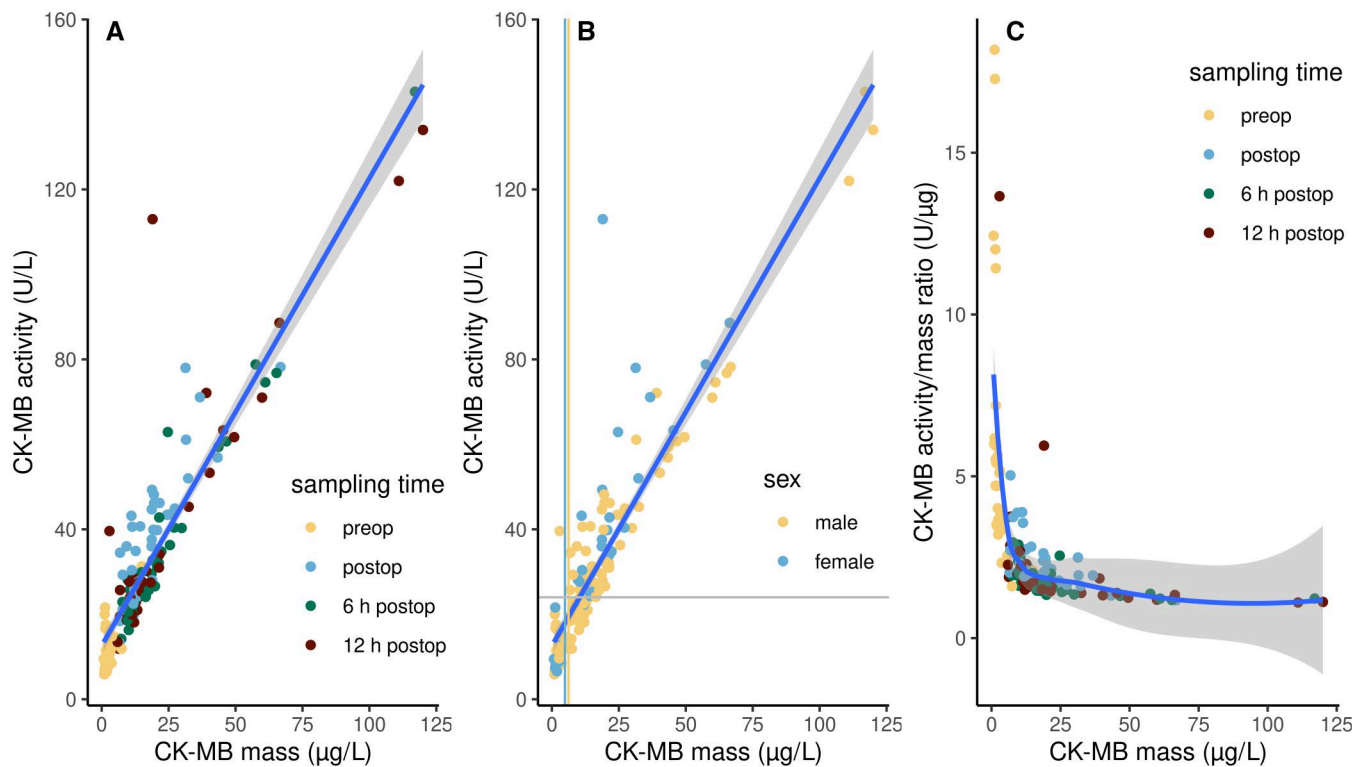 A
CK-MB activity (U/L)
160
120
80
40
0
sampling time
preop
postop
6 h postop
12 h postop
0
25
50
75
100
125
CK-MB mass (µg/L)
B
CK-MB activity (U/L)
160
120
80
40
0
sex
male
female
0
25
50
75
100
125
CK-MB mass (µg/L)
C
CK-MB activity/mass ratio (U/µg)
15
10
5
0
sampling time
preop
postop
6 h postop
12 h postop
0
25
50
75
100
125
CK-MB mass (µg/L)